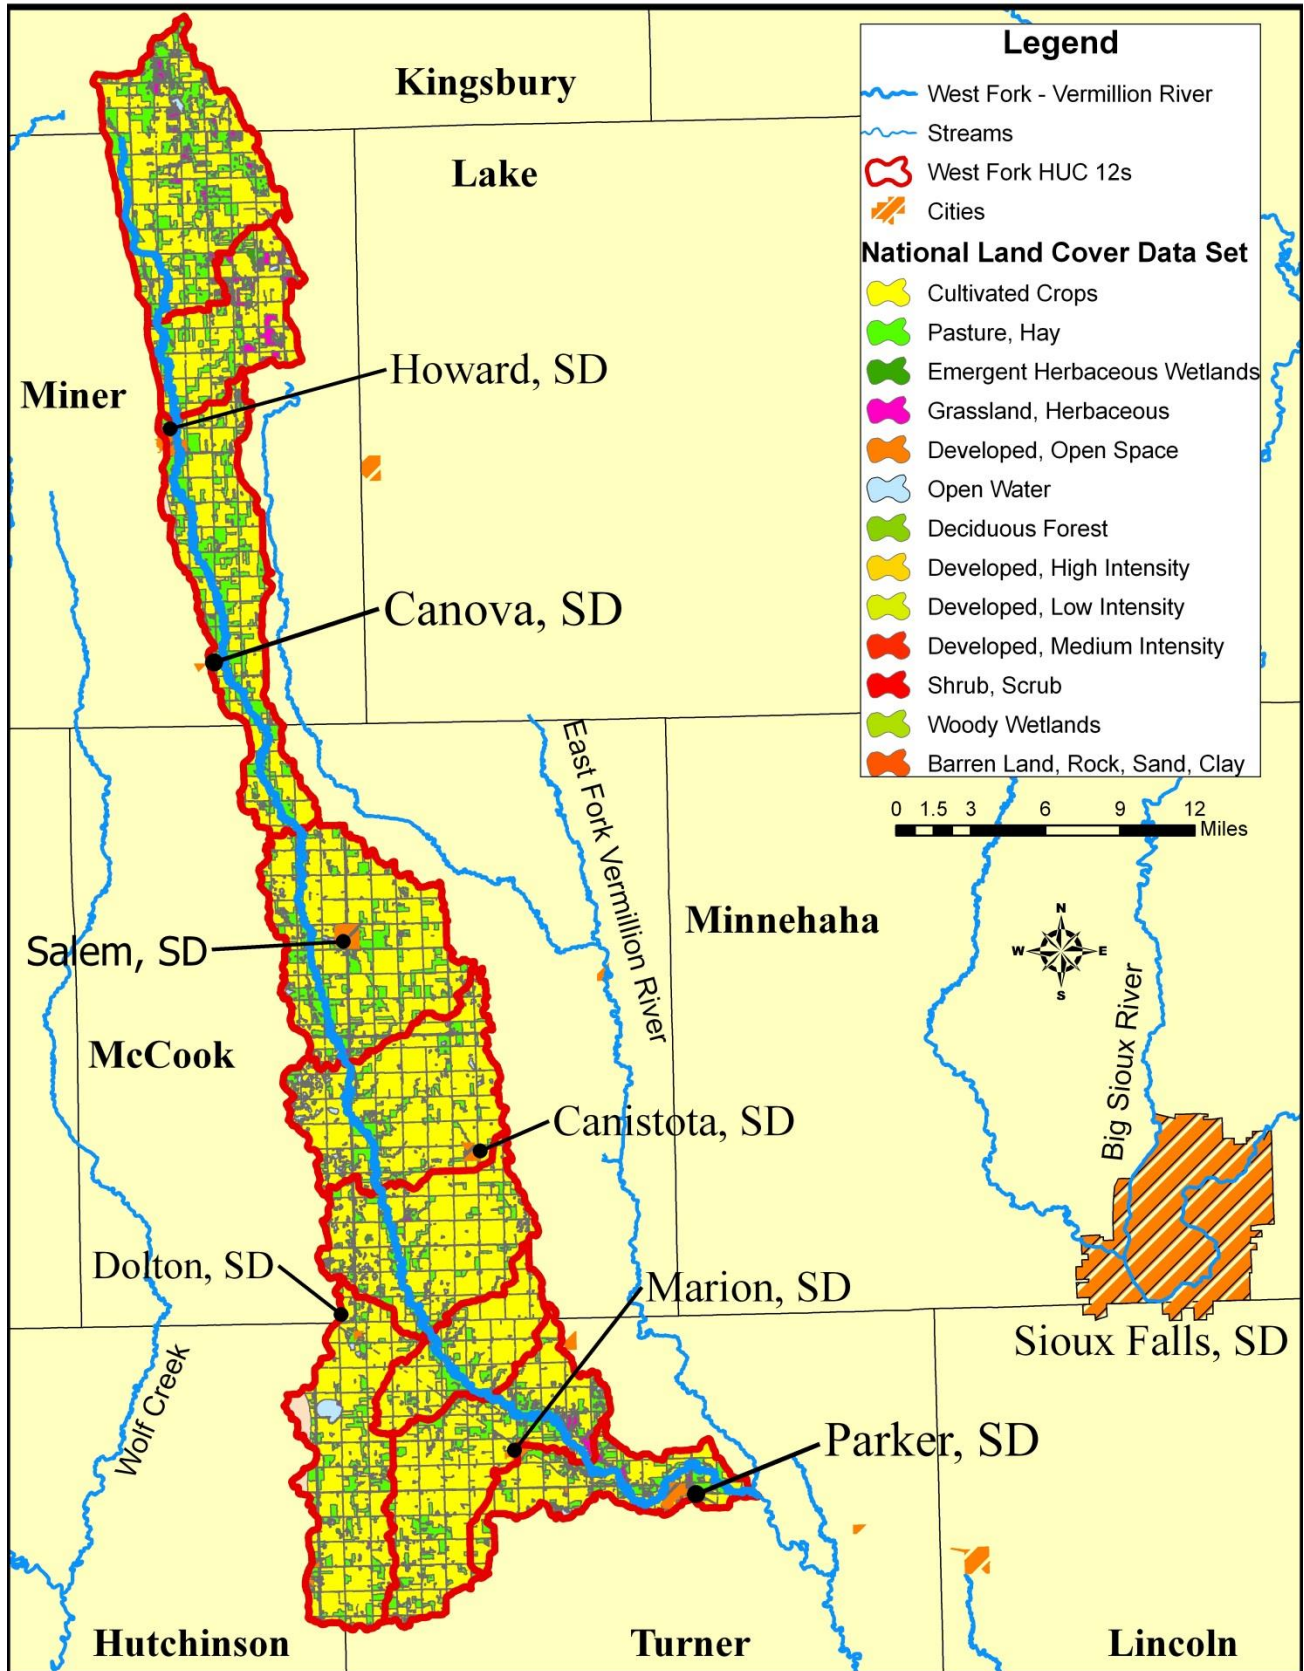 Legend
West Fork - Vermillion River
Streams
West Fork HUC 12s
Cities
National Land Cover Data Set
Cultivated Crops
Pasture, Hay
Emergent Herbaceous Wetlands
Grassland, Herbaceous
Developed, Open Space
Open Water
Deciduous Forest
Developed, High Intensity
Developed, Low Intensity
Developed, Medium Intensity
Shrub, Scrub
Woody Wetlands
Barren Land, Rock, Sand, Clay
0 1.5 3 6 9 12
Miles
Kingsbury
Lake
Howard, SD
Miner
Canova, SD
East Fork Vermillion River
Minnehaha
N
W E
S
Salem, SD
McCook
Big Sioux River
Canistota, SD
Dolton, SD
Marion, SD
Sioux Falls, SD
Wolf Creek
Parker, SD
Hutchinson
Turner
Lincoln